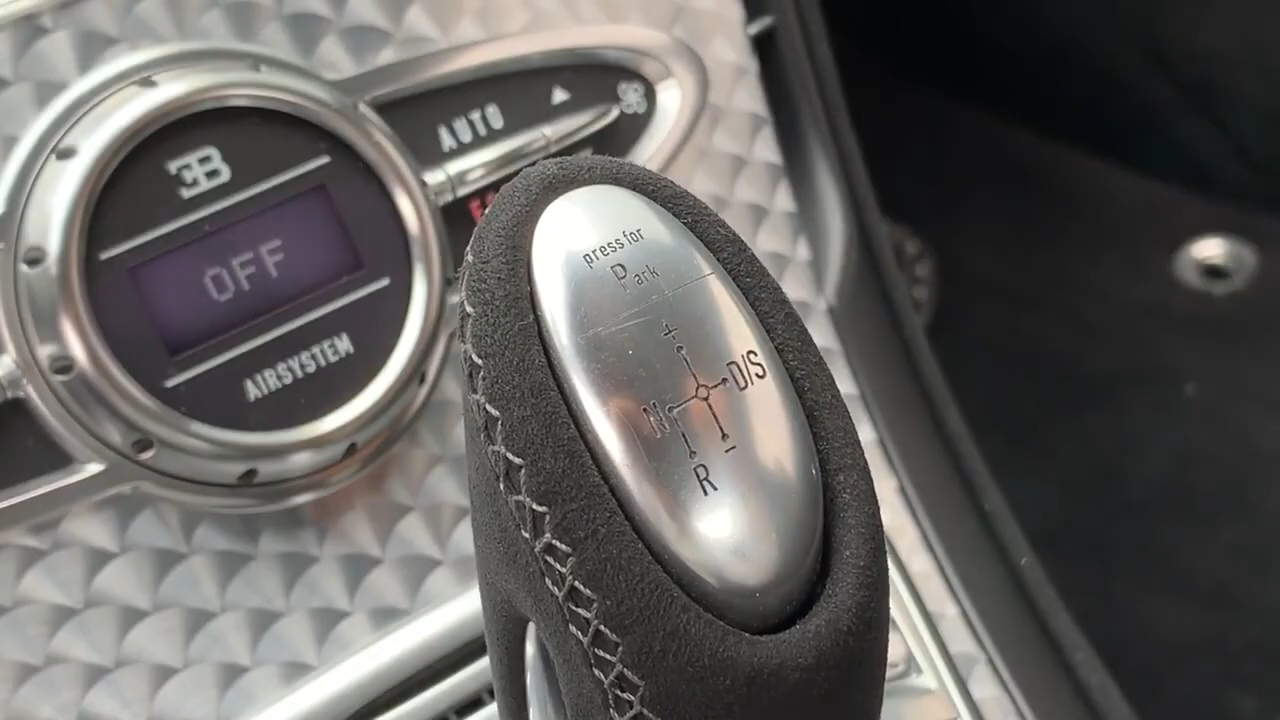 EB
OFF
AIRSYSTEM
AUTO
press for
Park
+
D/S
N
-
R